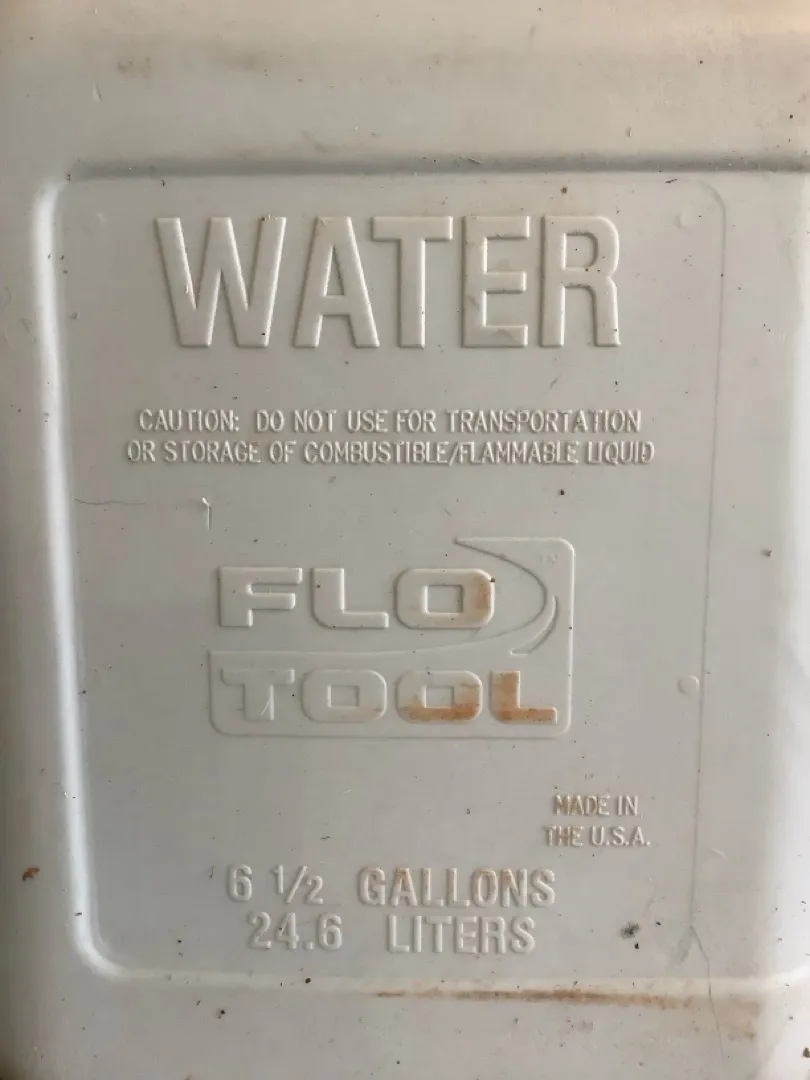 WATER
CAUTION: DO NOT USE FOR TRANSPORTATION
OR STORAGE OF COMBUSTIBLE/FLAMMABLE LIQUID
FLO ™
TOOL
MADE IN
THE U.S.A.
6 1/2 GALLONS
24.6 LITERS